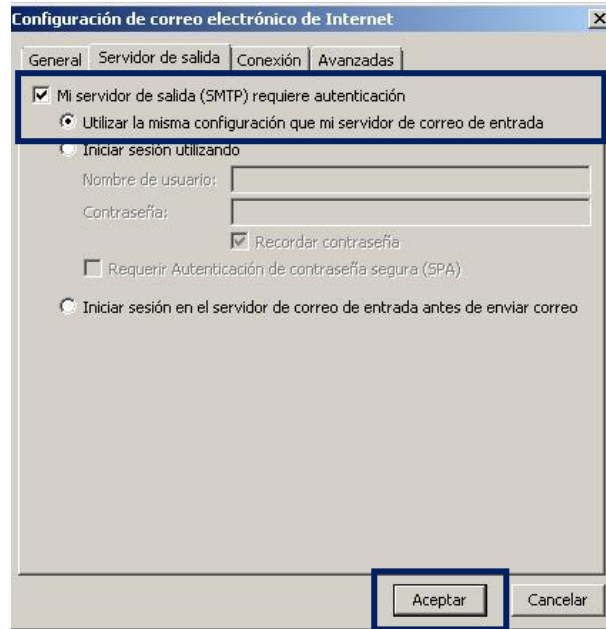 Configuración de correo electrónico de Internet
General Servidor de salida Conexión Avanzadas
Mi servidor de salida (SMTP) requiere autenticación
Utilizar la misma configuración que mi servidor de correo de entrada
Iniciar sesión utilizando
Nombre de usuario:
Contraseña:
Recordar contraseña
Requerir Autenticación de contraseña segura (SPA)
Iniciar sesión en el servidor de correo de entrada antes de enviar correo
Aceptar Cancelar